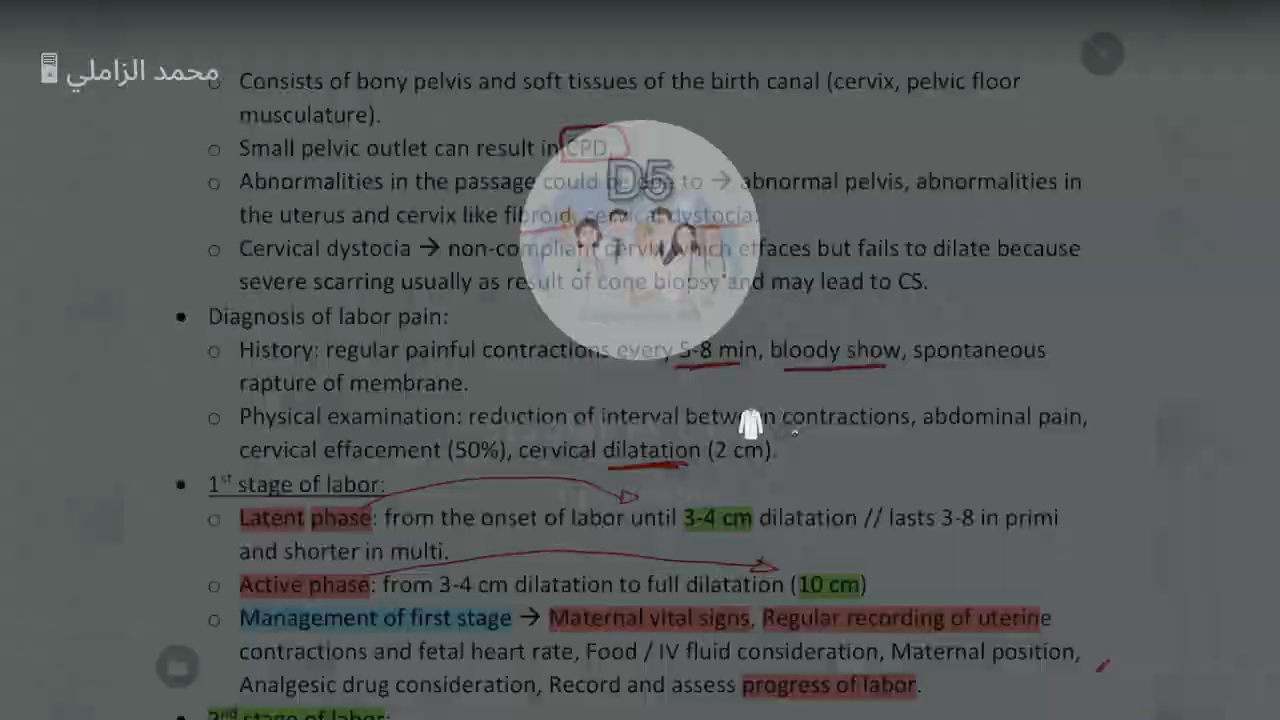 محمد الزاملي
o Consists of bony pelvis and soft tissues of the birth canal (cervix, pelvic floor
musculature).
o Small pelvic outlet can result in CPD.
D5
o Abnormalities in the passage could be due to → abnormal pelvis, abnormalities in
the uterus and cervix like fibroid, cervical dystocia.
o Cervical dystocia → non-compliant cervix which effaces but fails to dilate because
severe scarring usually as result of cone biopsy and may lead to CS.
• Diagnosis of labor pain:
o History: regular painful contractions every 5-8 min, bloody show, spontaneous
rapture of membrane.
o Physical examination: reduction of interval between contractions, abdominal pain,
cervical effacement (50%), cervical dilatation (2 cm).
• 1st stage of labor:
o Latent phase: from the onset of labor until 3-4 cm dilatation // lasts 3-8 in primi
and shorter in multi.
o Active phase: from 3-4 cm dilatation to full dilatation (10 cm)
o Management of first stage → Maternal vital signs, Regular recording of uterine
contractions and fetal heart rate, Food / IV fluid consideration, Maternal position,
Analgesic drug consideration, Record and assess progress of labor.
• 2nd stage of labor: